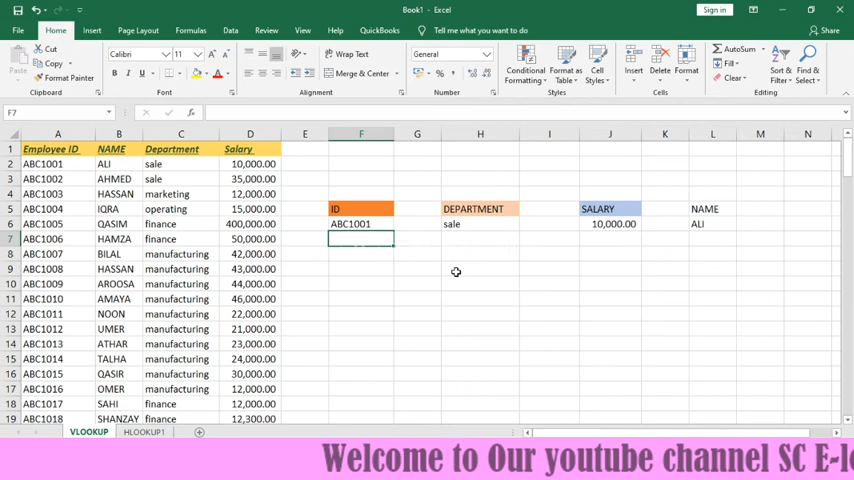 Book1 - Excel
Sign in
File Home Insert Page Layout Formulas Data Review View Help QuickBooks Tell me what you want to do Share
Cut
Copy
Format Painter
Paste
Clipboard
Calibri 11
B I U
Font
Wrap Text
Merge & Center
Alignment
General
Number
Conditional Formatting
Format as Table
Cell Styles
Styles
Insert Delete Format
Cells
AutoSum
Fill
Clear
Sort & Filter
Find & Select
Editing
F7
A B C D E F G H I J K L M N
1 Employee ID NAME Department Salary
2 ABC1001 ALI sale 10,000.00
3 ABC1002 AHMED sale 35,000.00
4 ABC1003 HASSAN marketing 12,000.00
5 ABC1004 IQRA operating 15,000.00 ID DEPARTMENT SALARY NAME
6 ABC1005 QASIM finance 400,000.00 ABC1001 sale 10,000.00 ALI
7 ABC1006 HAMZA finance 50,000.00
8 ABC1007 BILAL manufacturing 42,000.00
9 ABC1008 HASSAN manufacturing 43,000.00
10 ABC1009 AROOSA manufacturing 44,000.00
11 ABC1010 AMAYA manufacturing 46,000.00
12 ABC1011 NOON manufacturing 22,000.00
13 ABC1012 UMER manufacturing 21,000.00
14 ABC1013 ATHAR manufacturing 23,000.00
15 ABC1014 TALHA manufacturing 24,000.00
16 ABC1015 QASIR manufacturing 30,000.00
17 ABC1016 OMER manufacturing 12,000.00
18 ABC1017 SAHI finance 12,000.00
19 ABC1018 SHANZAY finance 12,300.00
VLOOKUP HLOOKUP1
Welcome to Our youtube channel SC E-le